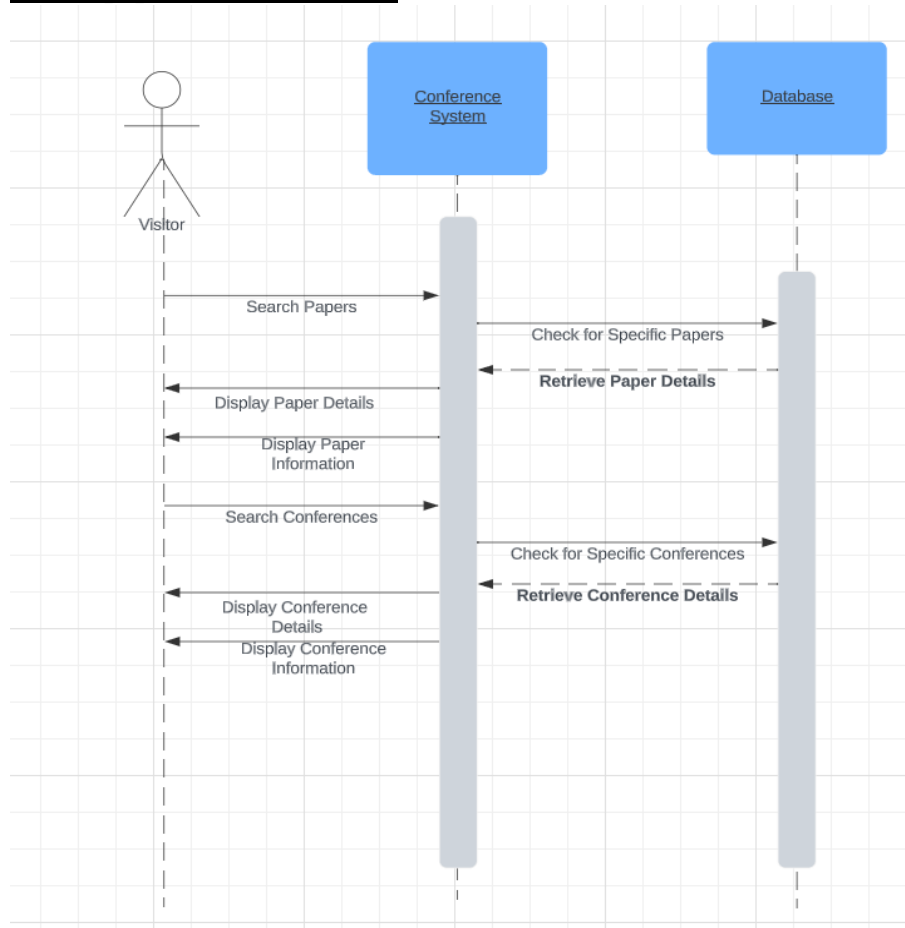 Conference
System
Database
Visitor
Search Papers
Check for Specific Papers
Retrieve Paper Details
Display Paper Details
Display Paper
Information
Search Conferences
Check for Specific Conferences
Retrieve Conference Details
Display Conference
Details
Display Conference
Information